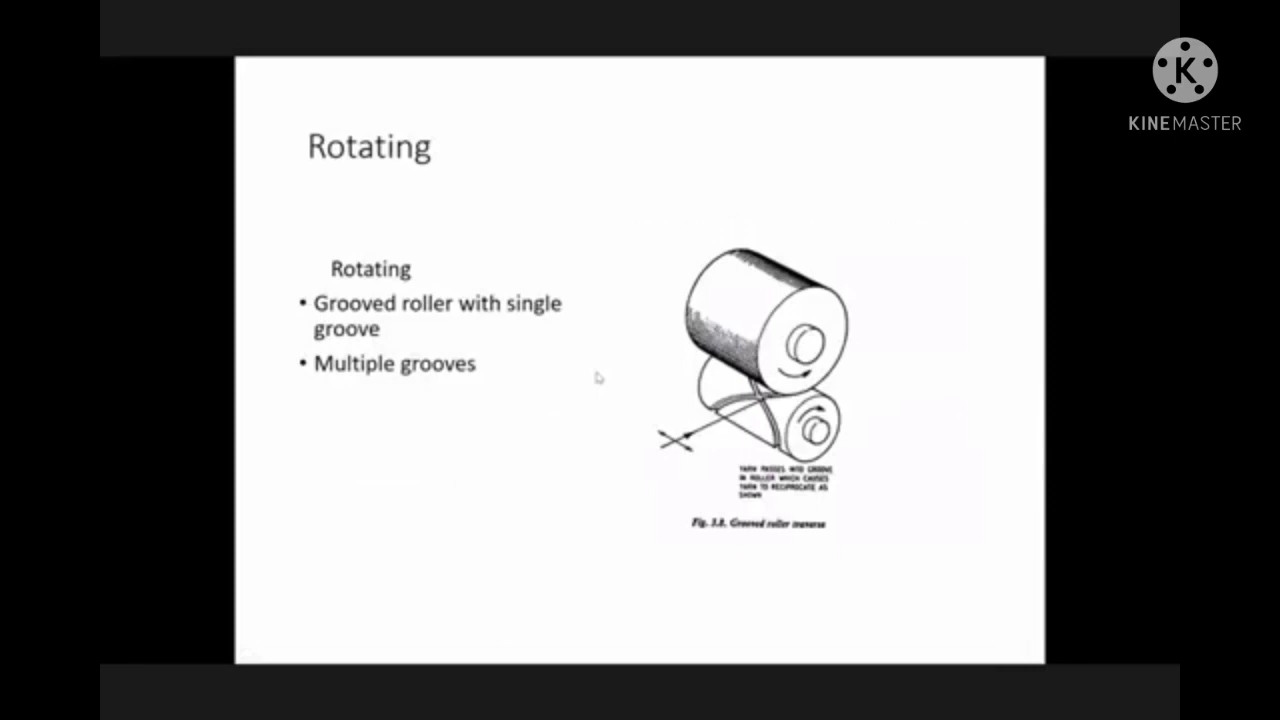 KINEMASTER
Rotating
Rotating
• Grooved roller with single
groove
• Multiple grooves
YARN PASSES INTO GROOVE
IN ROLLER WHICH CAUSES
YARN TO RECIPROCATE AS
SHOWN
Fig. 3.8. Grooved roller traverse